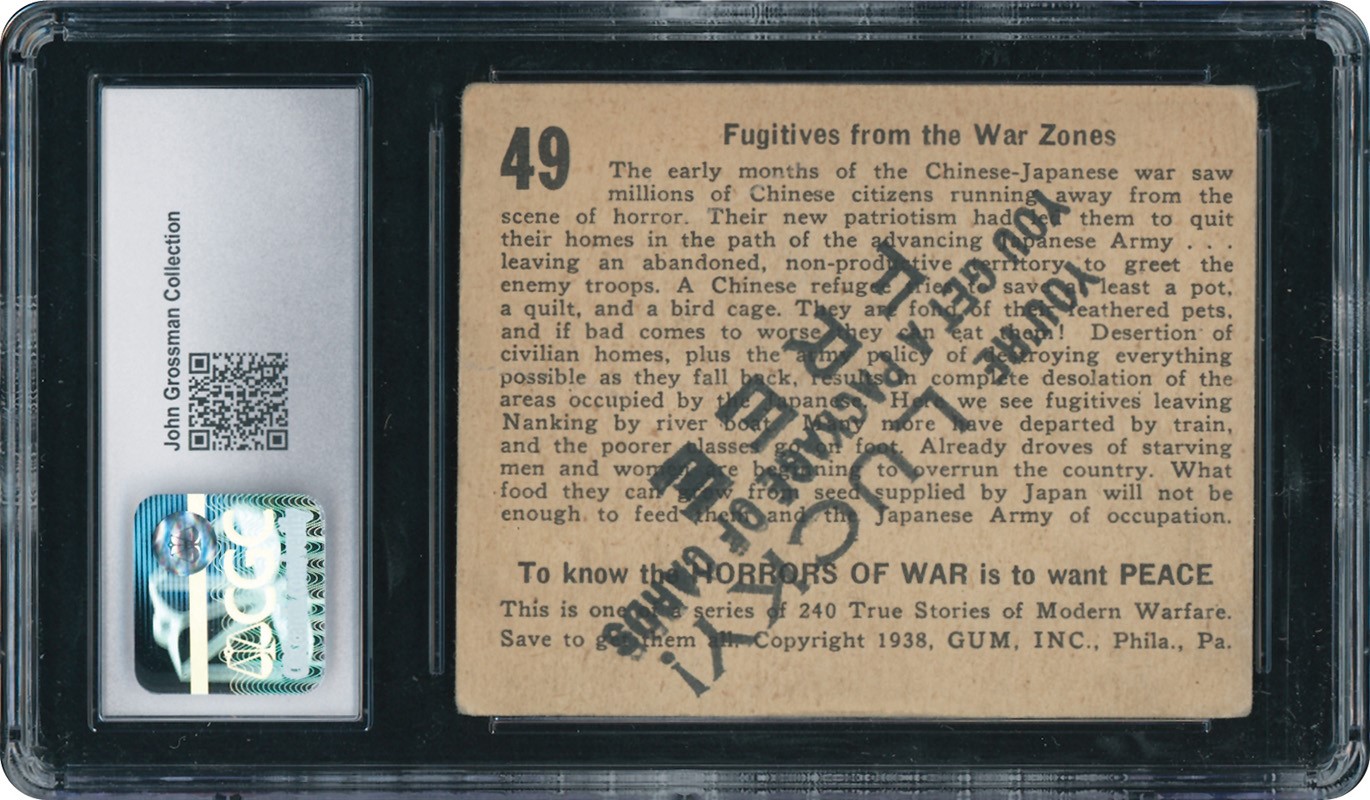 John Grossman Collection
CGC
49
Fugitives from the War Zones
The early months of the Chinese-Japanese war saw
millions of Chinese citizens running away from the
scene of horror. Their new patriotism had led them to quit
their homes in the path of the advancing Japanese Army . . .
leaving an abandoned, non-productive territory to greet the
enemy troops. A Chinese refugee tries to save at least a pot,
a quilt, and a bird cage. They are fond of their feathered pets,
and if bad comes to worse they can eat them! Desertion of
civilian homes, plus the army policy of destroying everything
possible as they fall back, results in complete desolation of the
areas occupied by the Japanese. Here we see fugitives leaving
Nanking by river boat. Many more have departed by train,
and the poorer classes go on foot. Already droves of starving
men and women are beginning to overrun the country. What
food they can grow from seed supplied by Japan will not be
enough to feed them and the Japanese Army of occupation.
To know the HORRORS OF WAR is to want PEACE
This is one of a series of 240 True Stories of Modern Warfare.
Save to get them all. Copyright 1938, GUM, INC., Phila., Pa.
YOU ARE
LUCKY!
YOU GET A PACKAGE OF CARDS
FREE